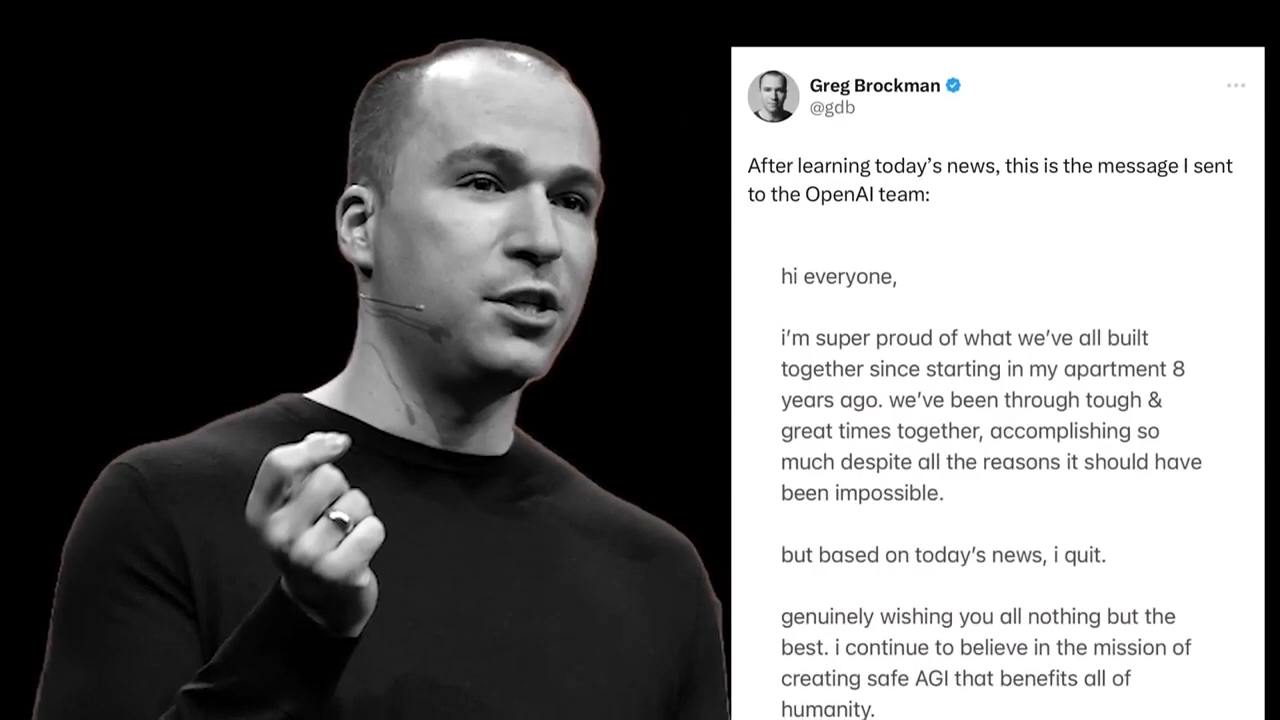 Greg Brockman
@gdb
After learning today’s news, this is the message I sent
to the OpenAI team:
hi everyone,
i’m super proud of what we’ve all built
together since starting in my apartment 8
years ago. we’ve been through tough &
great times together, accomplishing so
much despite all the reasons it should have
been impossible.
but based on today’s news, i quit.
genuinely wishing you all nothing but the
best. i continue to believe in the mission of
creating safe AGI that benefits all of
humanity.